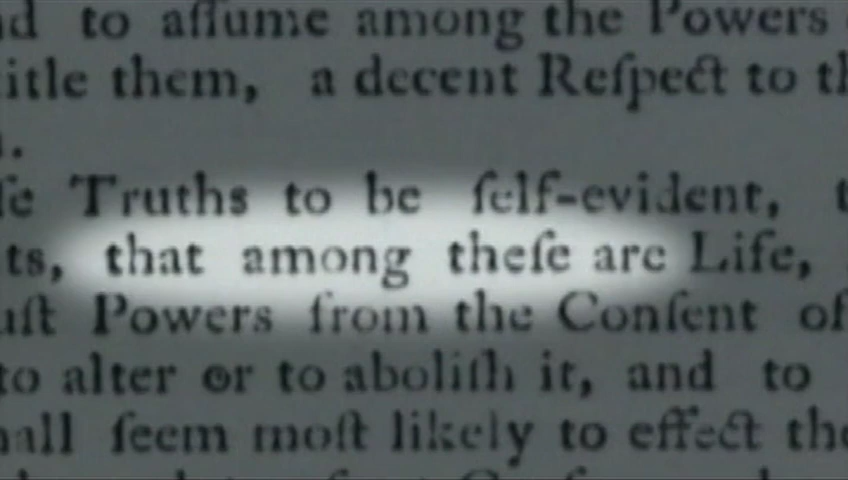 d to aſſume among the Powers
itle them, a decent Reſpect to th
.
ſe Truths to be ſelf-evident, t
ts, that among theſe are Life,
uſt Powers from the Conſent of
to alter or to aboliſh it, and to
all ſeem moſt likely to effect the